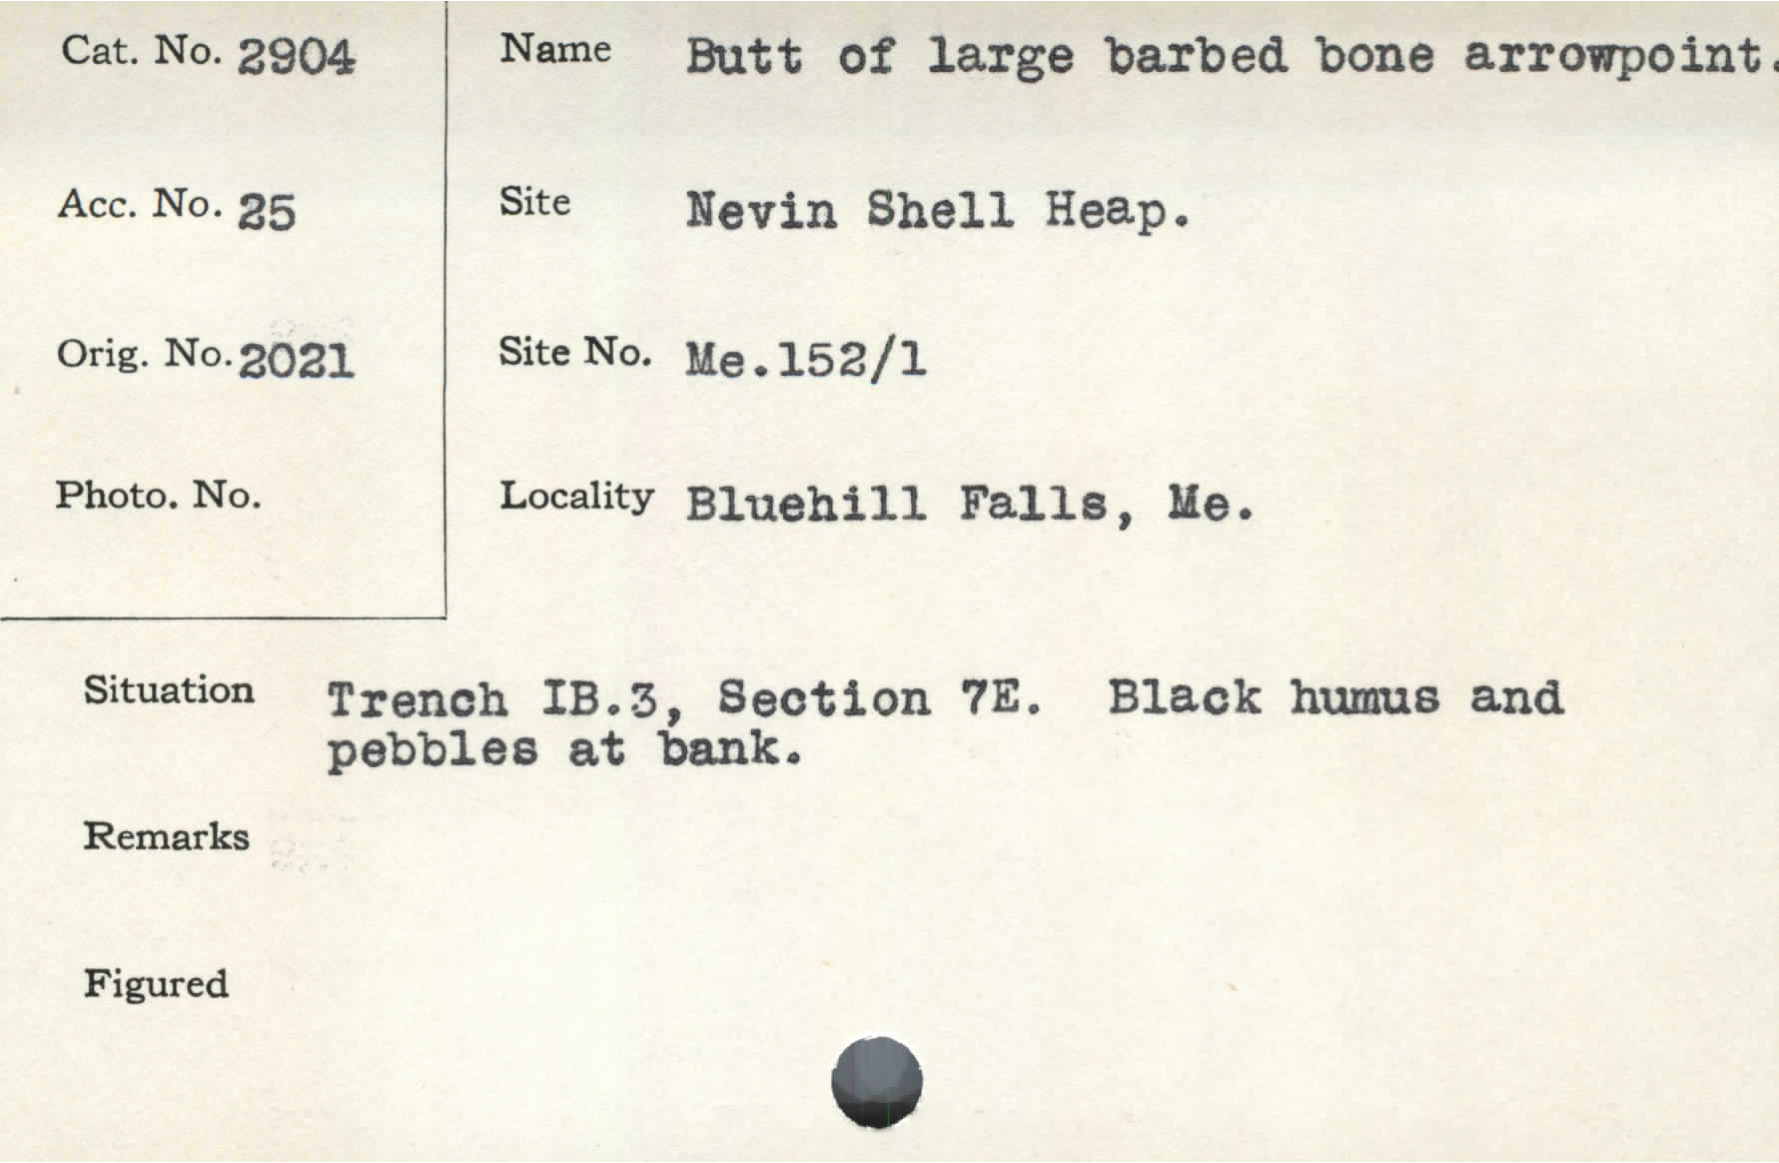 Cat. No. 2904
Name Butt of large barbed bone arrowpoint.
Acc. No. 25
Site Nevin Shell Heap.
Orig. No. 2021
Site No. Me.152/1
Photo. No.
Locality Bluehill Falls, Me.
Situation Trench IB.3, Section 7E. Black humus and
pebbles at bank.
Remarks
Figured